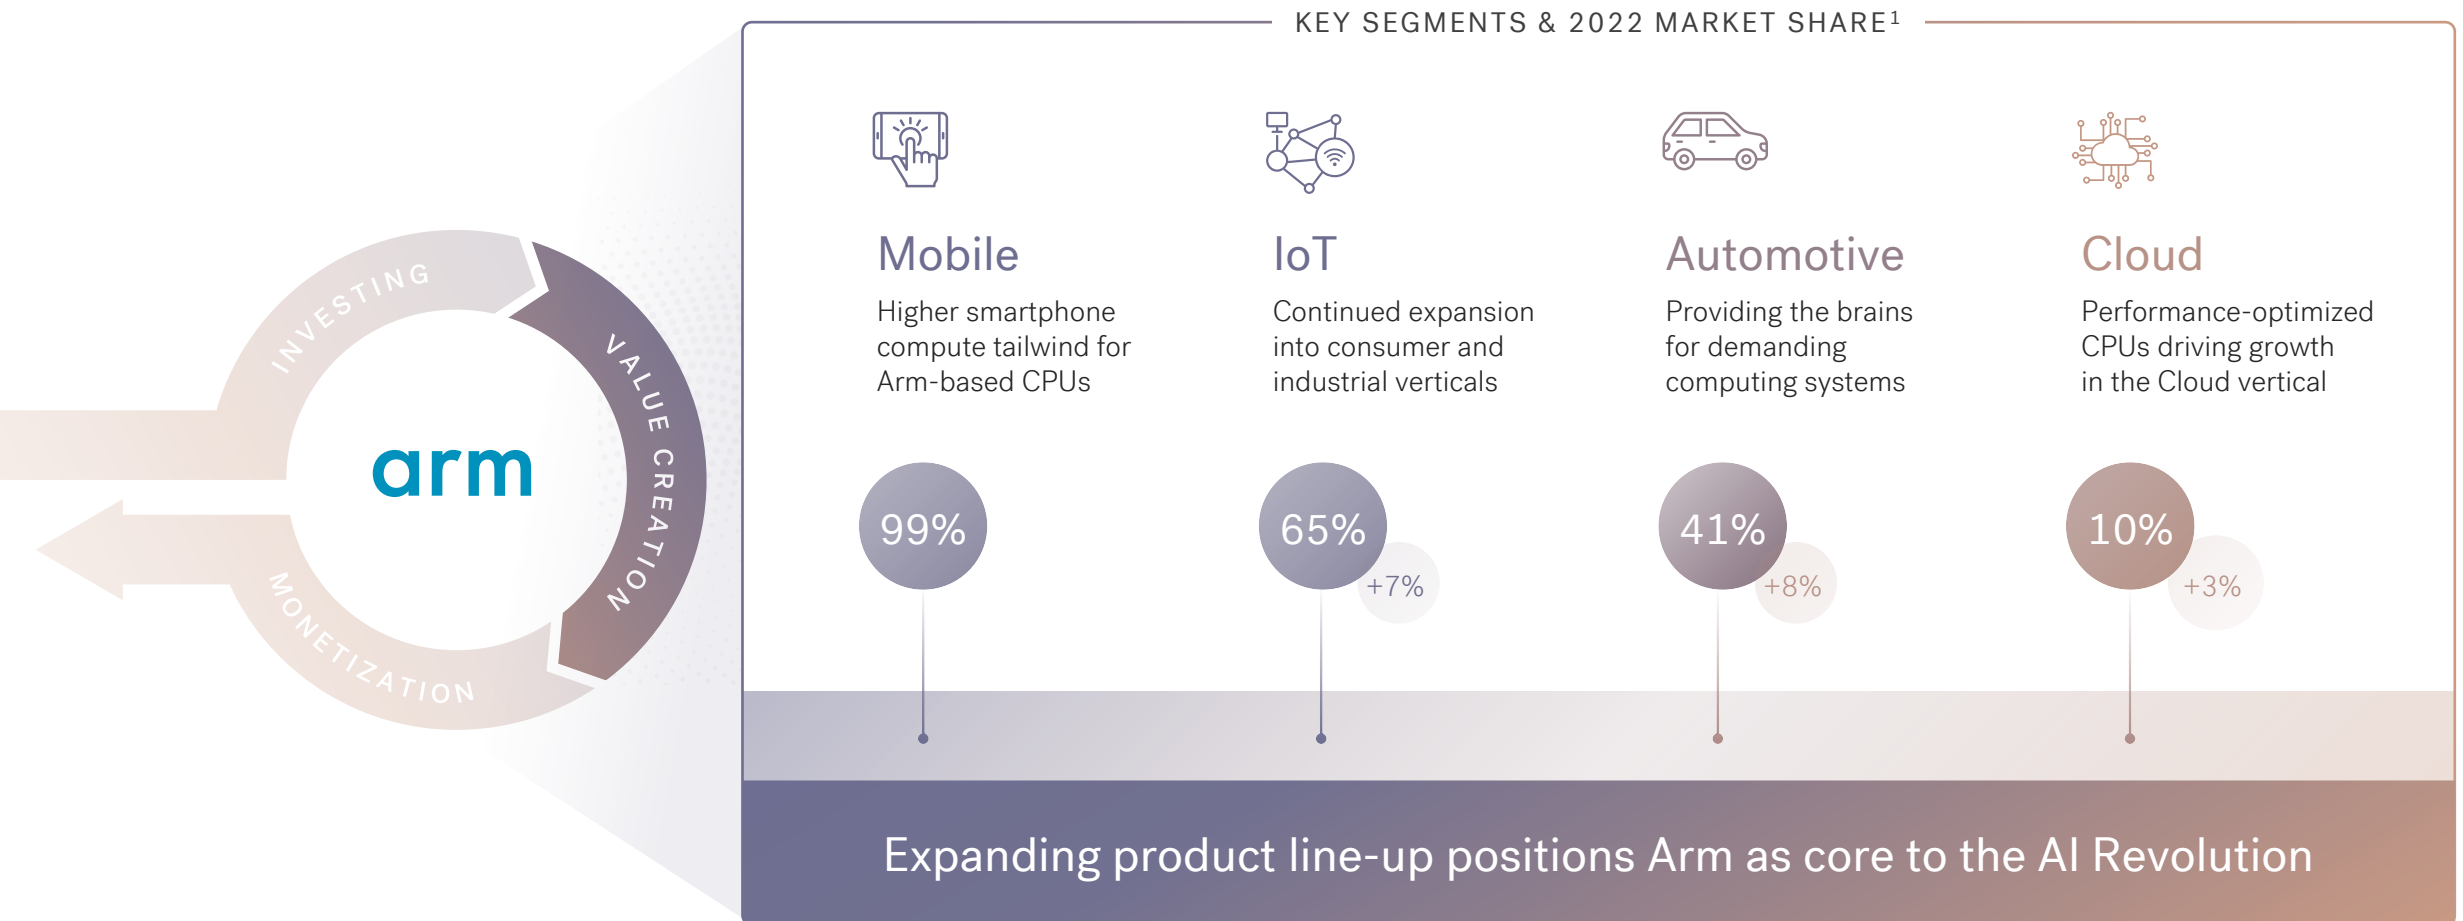 KEY SEGMENTS & 2022 MARKET SHARE¹
INVESTING
VALUE CREATION
MONETIZATION
arm
Mobile
Higher smartphone
compute tailwind for
Arm-based CPUs
99%
IoT
Continued expansion
into consumer and
industrial verticals
65%
+7%
Automotive
Providing the brains
for demanding
computing systems
41%
+8%
Cloud
Performance-optimized
CPUs driving growth
in the Cloud vertical
10%
+3%
Expanding product line-up positions Arm as core to the AI Revolution